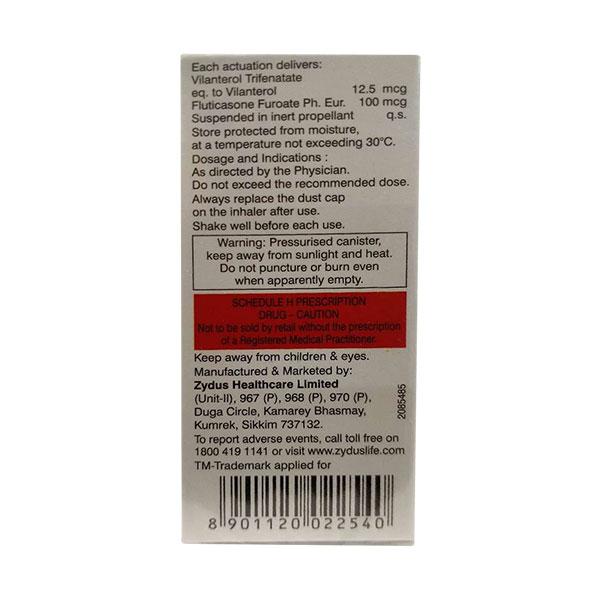 Each actuation delivers:
Vilanterol Trifenatate
eq. to Vilanterol 12.5 mcg
Fluticasone Furoate Ph. Eur. 100 mcg
Suspended in inert propellant q.s.
Store protected from moisture,
at a temperature not exceeding 30°C.
Dosage and Indications :
As directed by the Physician.
Do not exceed the recommended dose.
Always replace the dust cap
on the inhaler after use.
Shake well before each use.
Warning: Pressurised canister,
keep away from sunlight and heat.
Do not puncture or burn even
when apparently empty.
SCHEDULE H PRESCRIPTION
DRUG – CAUTION
Not to be sold by retail without the prescription
of a Registered Medical Practitioner.
Keep away from children & eyes.
Manufactured & Marketed by:
Zydus Healthcare Limited
(Unit-II), 967 (P), 968 (P), 970 (P),
Duga Circle, Kamarey Bhasmay,
Kumrek, Sikkim 737132.
2085485
To report adverse events, call toll free on
1800 419 1141 or visit www.zyduslife.com
TM-Trademark applied for
8 901120 022540